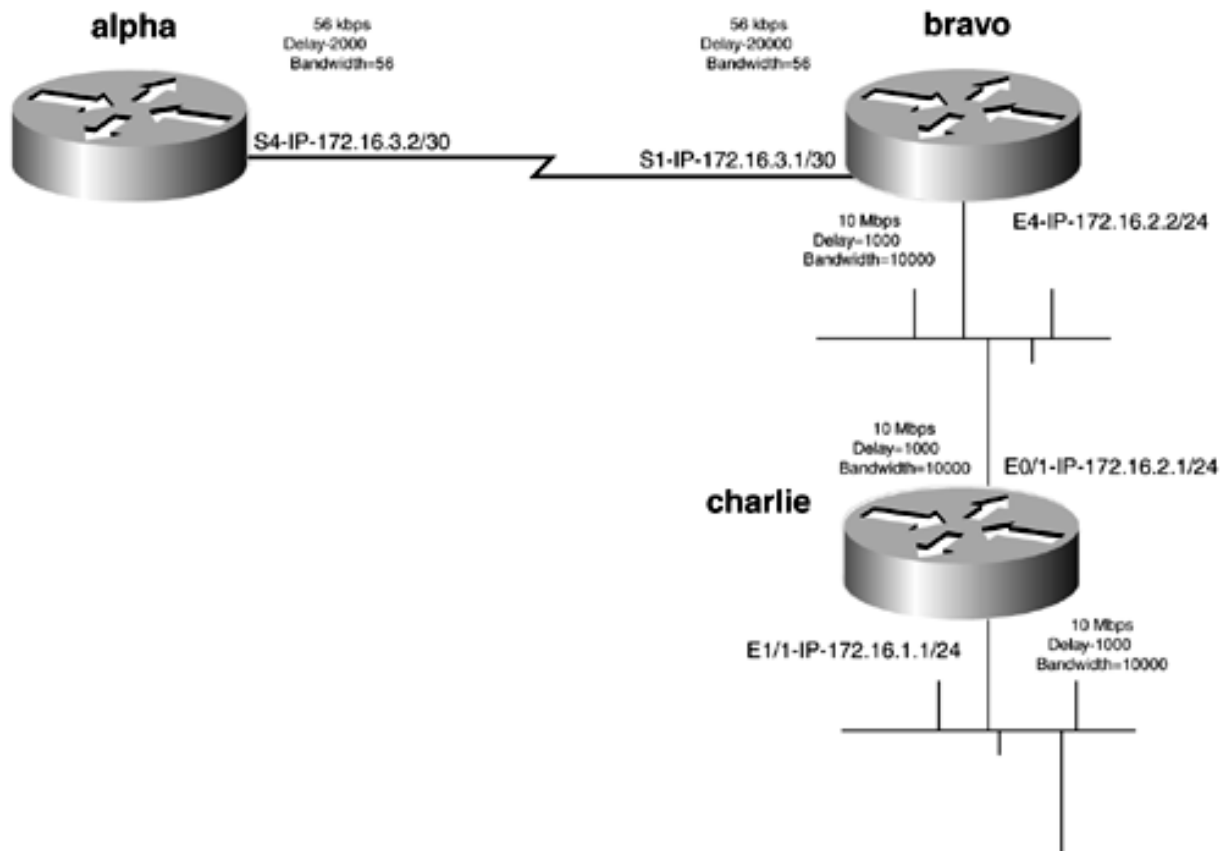 alpha
56 kbps
Delay-2000
Bandwidth=56
56 kbps
Delay-20000
Bandwidth=56
bravo
S4-IP-172.16.3.2/30
S1-IP-172.16.3.1/30
10 Mbps
Delay=1000
Bandwidth=10000
E4-IP-172.16.2.2/24
10 Mbps
Delay=1000
Bandwidth=10000
E0/1-IP-172.16.2.1/24
charlie
E1/1-IP-172.16.1.1/24
10 Mbps
Delay-1000
Bandwidth=10000